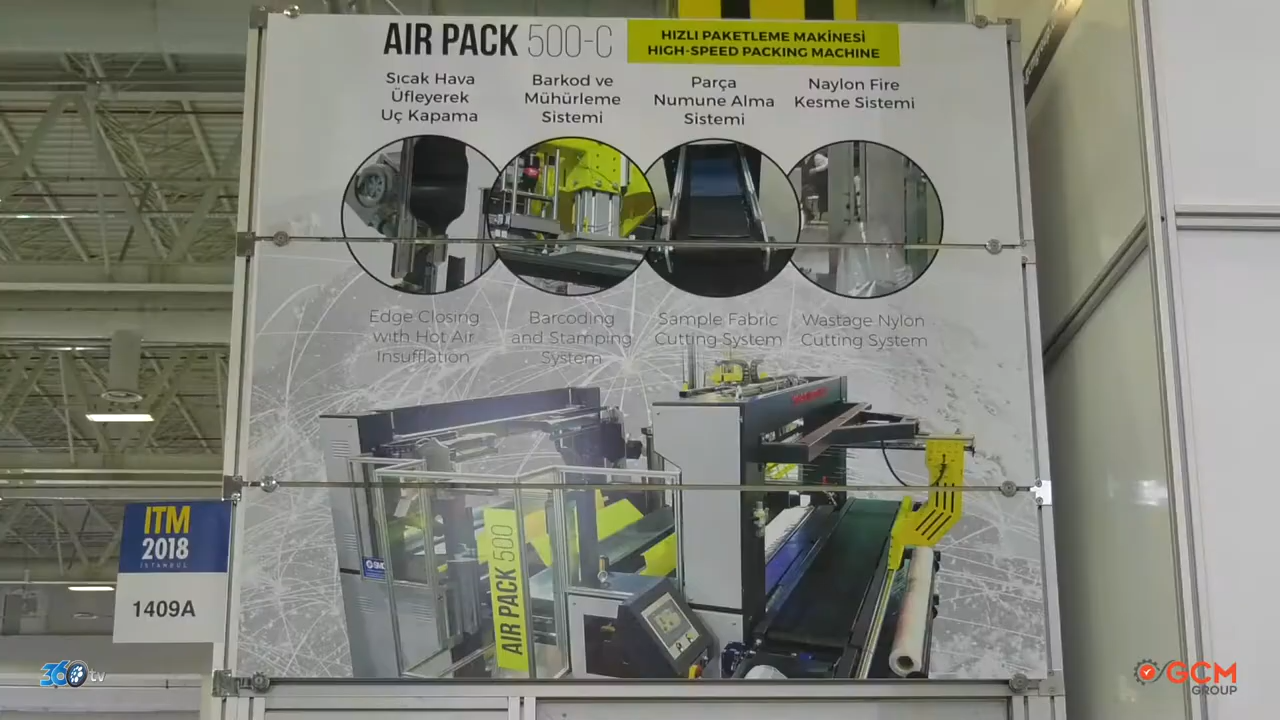 AIR PACK 500-C
HIZLI PAKETLEME MAKİNESİ
HIGH-SPEED PACKING MACHINE
Sıcak Hava
Üfleyerek
Uç Kapama
Barkod ve
Mühürleme
Sistemi
Parça
Numune Alma
Sistemi
Naylon Fire
Kesme Sistemi
Edge Closing
with Hot Air
Insufflation
Barcoding
and Stamping
System
Sample Fabric
Cutting System
Wastage Nylon
Cutting System
AIR PACK 500
ITM
2018
ISTANBUL
1409A
360tv
GCM
GROUP